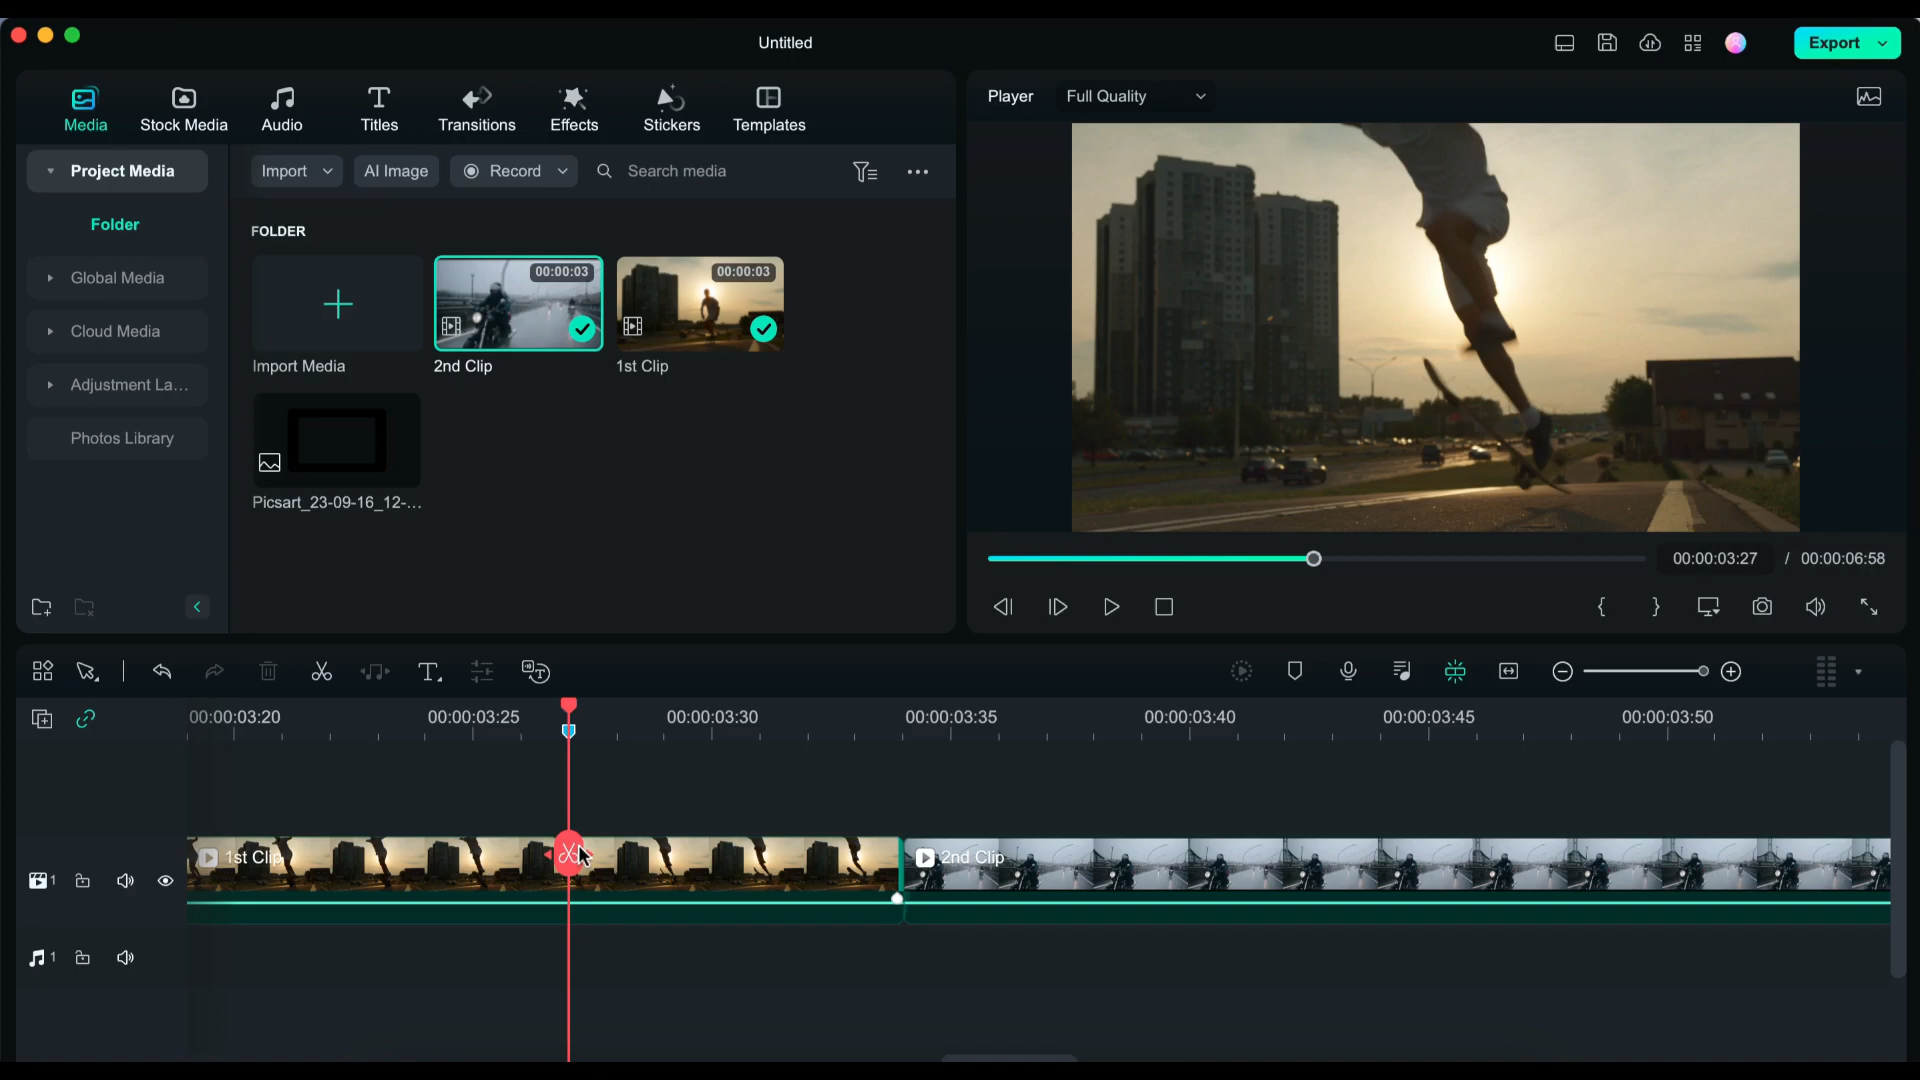 Untitled
Export
Media
Stock Media
Audio
Titles
Transitions
Effects
Stickers
Templates
Player
Full Quality
Project Media
Import
AI Image
Record
Search media
Folder
FOLDER
Global Media
Cloud Media
Adjustment La...
Photos Library
00:00:03
00:00:03
Import Media
2nd Clip
1st Clip
Picsart_23-09-16_12-...
00:00:03:27
/ 00:00:06:58
00:00:03:20
00:00:03:25
00:00:03:30
00:00:03:35
00:00:03:40
00:00:03:45
00:00:03:50
1st Clip
2nd Clip
1
1